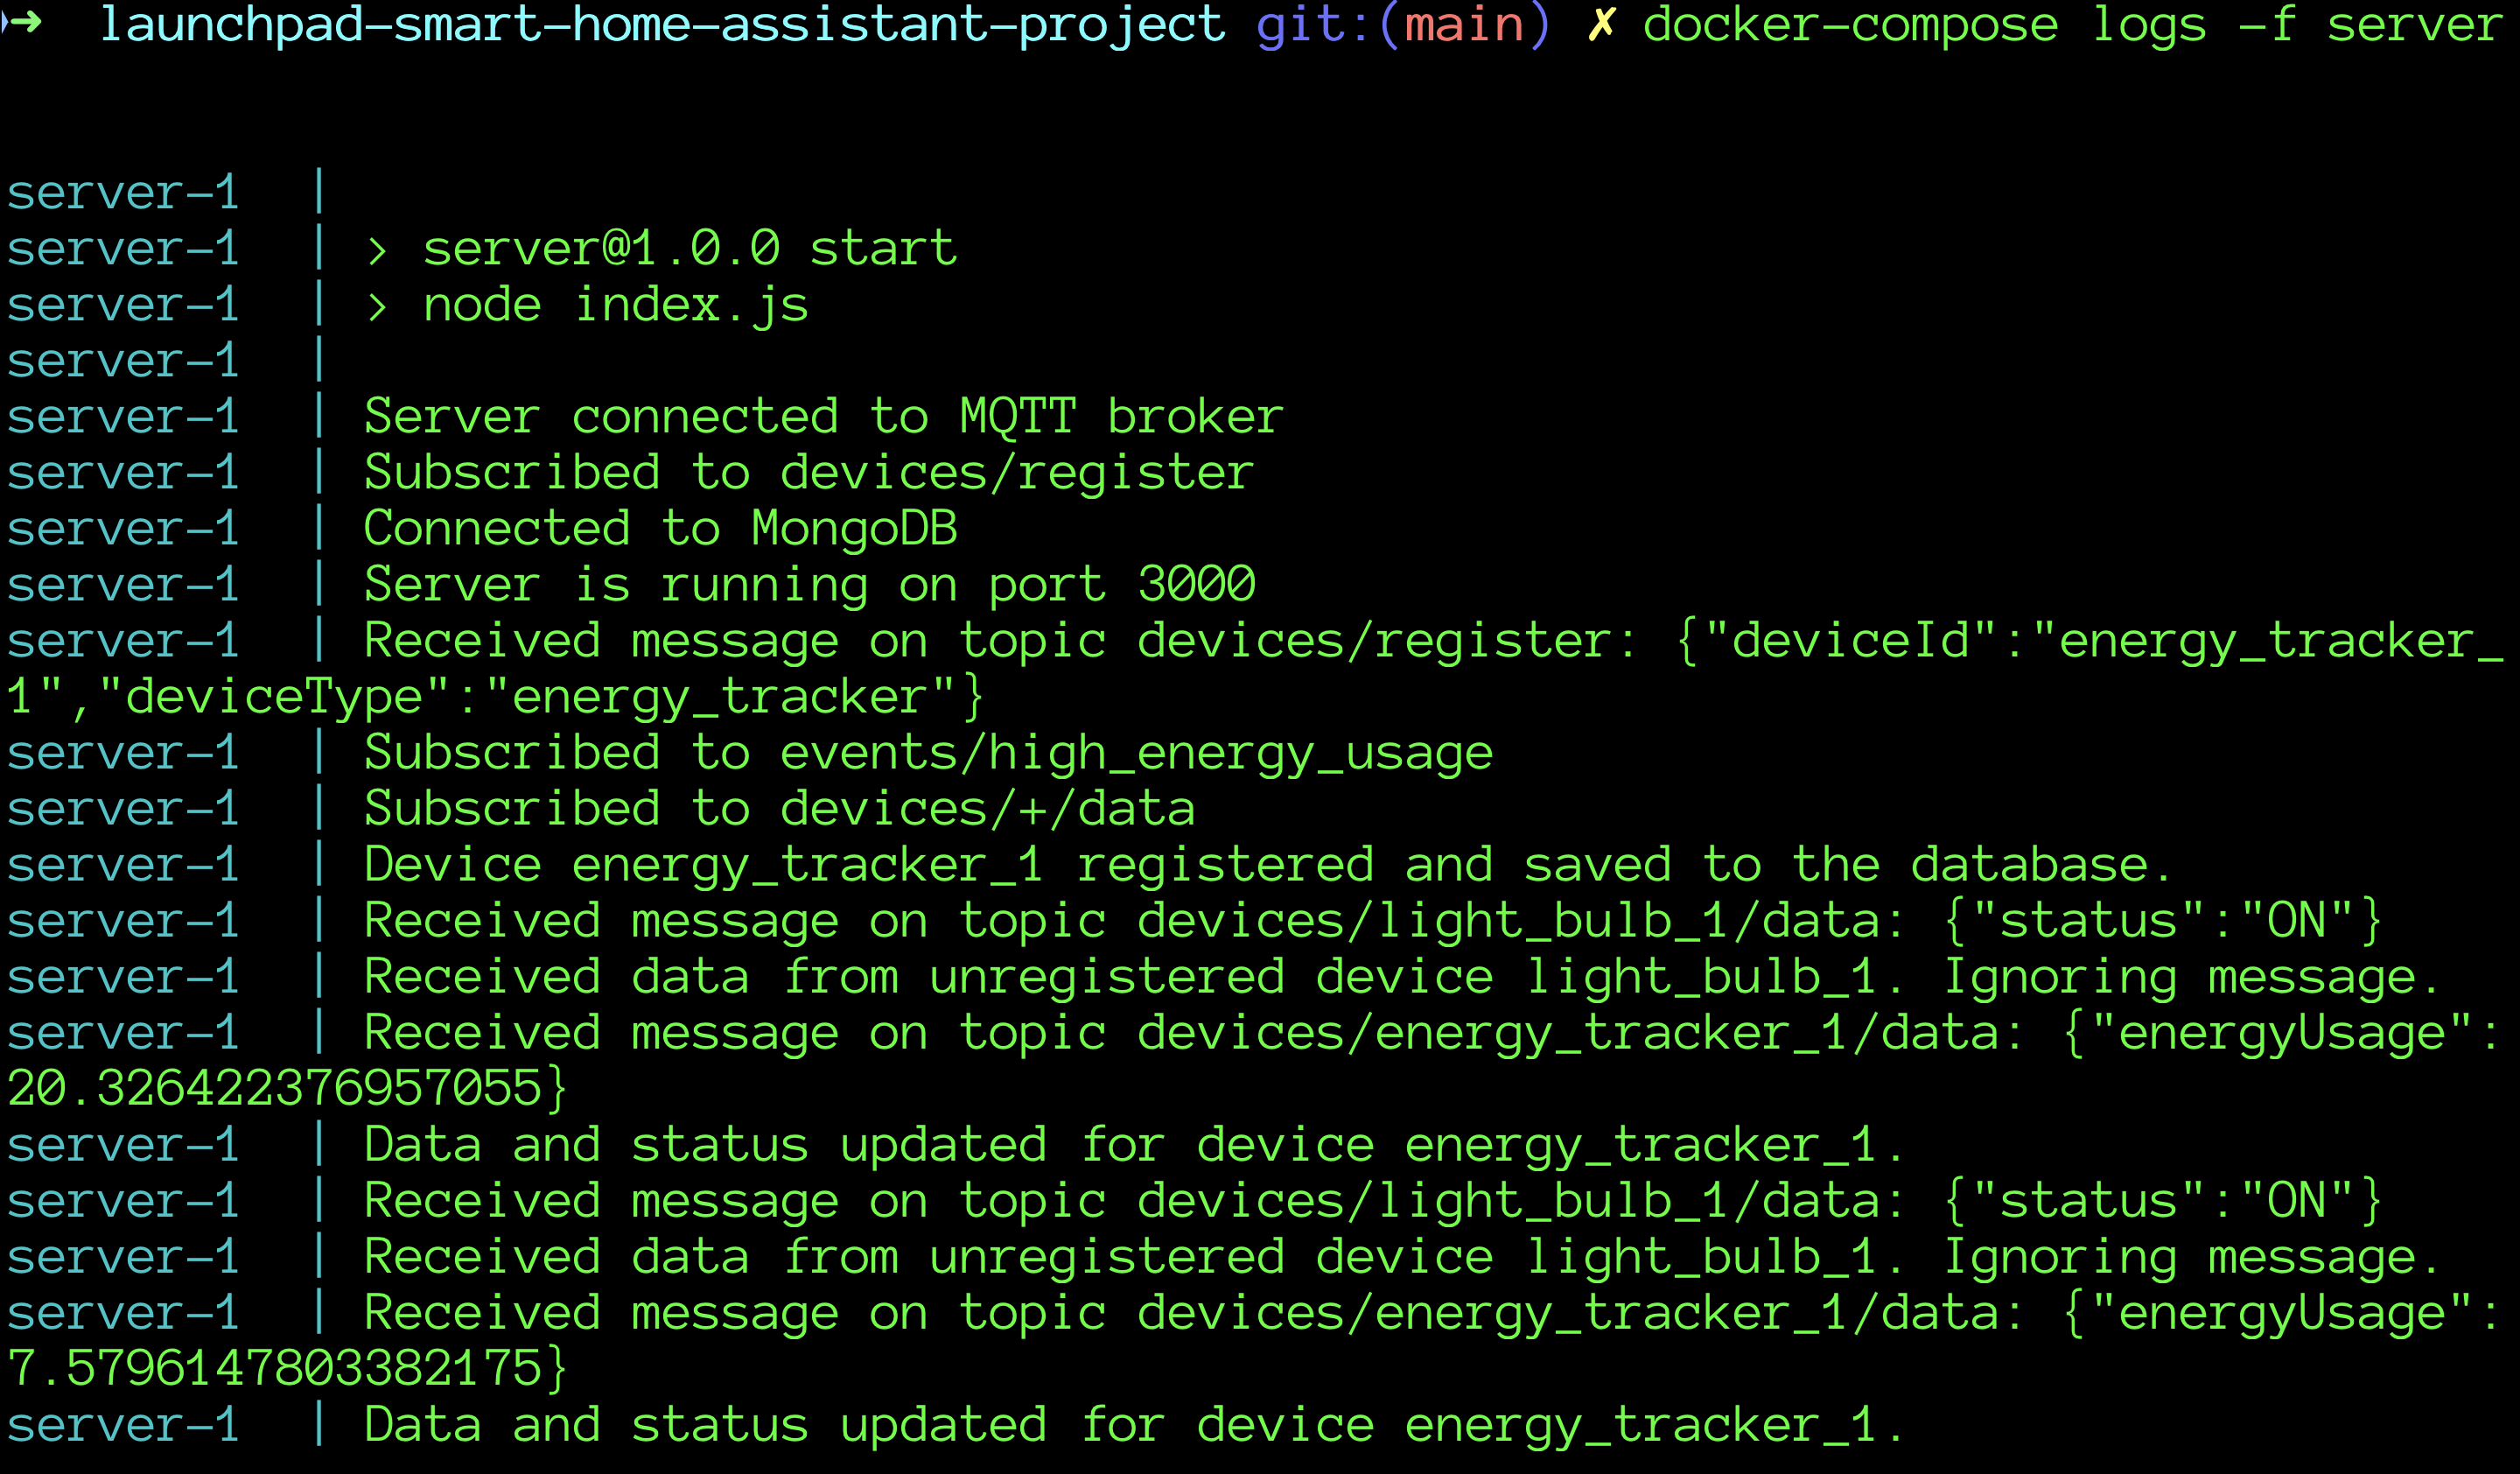 ➜  launchpad-smart-home-assistant-project git:(main) ✗ docker-compose logs -f server
server-1  |
server-1  | > server@1.0.0 start
server-1  | > node index.js
server-1  |
server-1  | Server connected to MQTT broker
server-1  | Subscribed to devices/register
server-1  | Connected to MongoDB
server-1  | Server is running on port 3000
server-1  | Received message on topic devices/register: {"deviceId":"energy_tracker_
1","deviceType":"energy_tracker"}
server-1  | Subscribed to events/high_energy_usage
server-1  | Subscribed to devices/+/data
server-1  | Device energy_tracker_1 registered and saved to the database.
server-1  | Received message on topic devices/light_bulb_1/data: {"status":"ON"}
server-1  | Received data from unregistered device light_bulb_1. Ignoring message.
server-1  | Received message on topic devices/energy_tracker_1/data: {"energyUsage":
20.326422376957055}
server-1  | Data and status updated for device energy_tracker_1.
server-1  | Received message on topic devices/light_bulb_1/data: {"status":"ON"}
server-1  | Received data from unregistered device light_bulb_1. Ignoring message.
server-1  | Received message on topic devices/energy_tracker_1/data: {"energyUsage":
7.5796147803382175}
server-1  | Data and status updated for device energy_tracker_1.